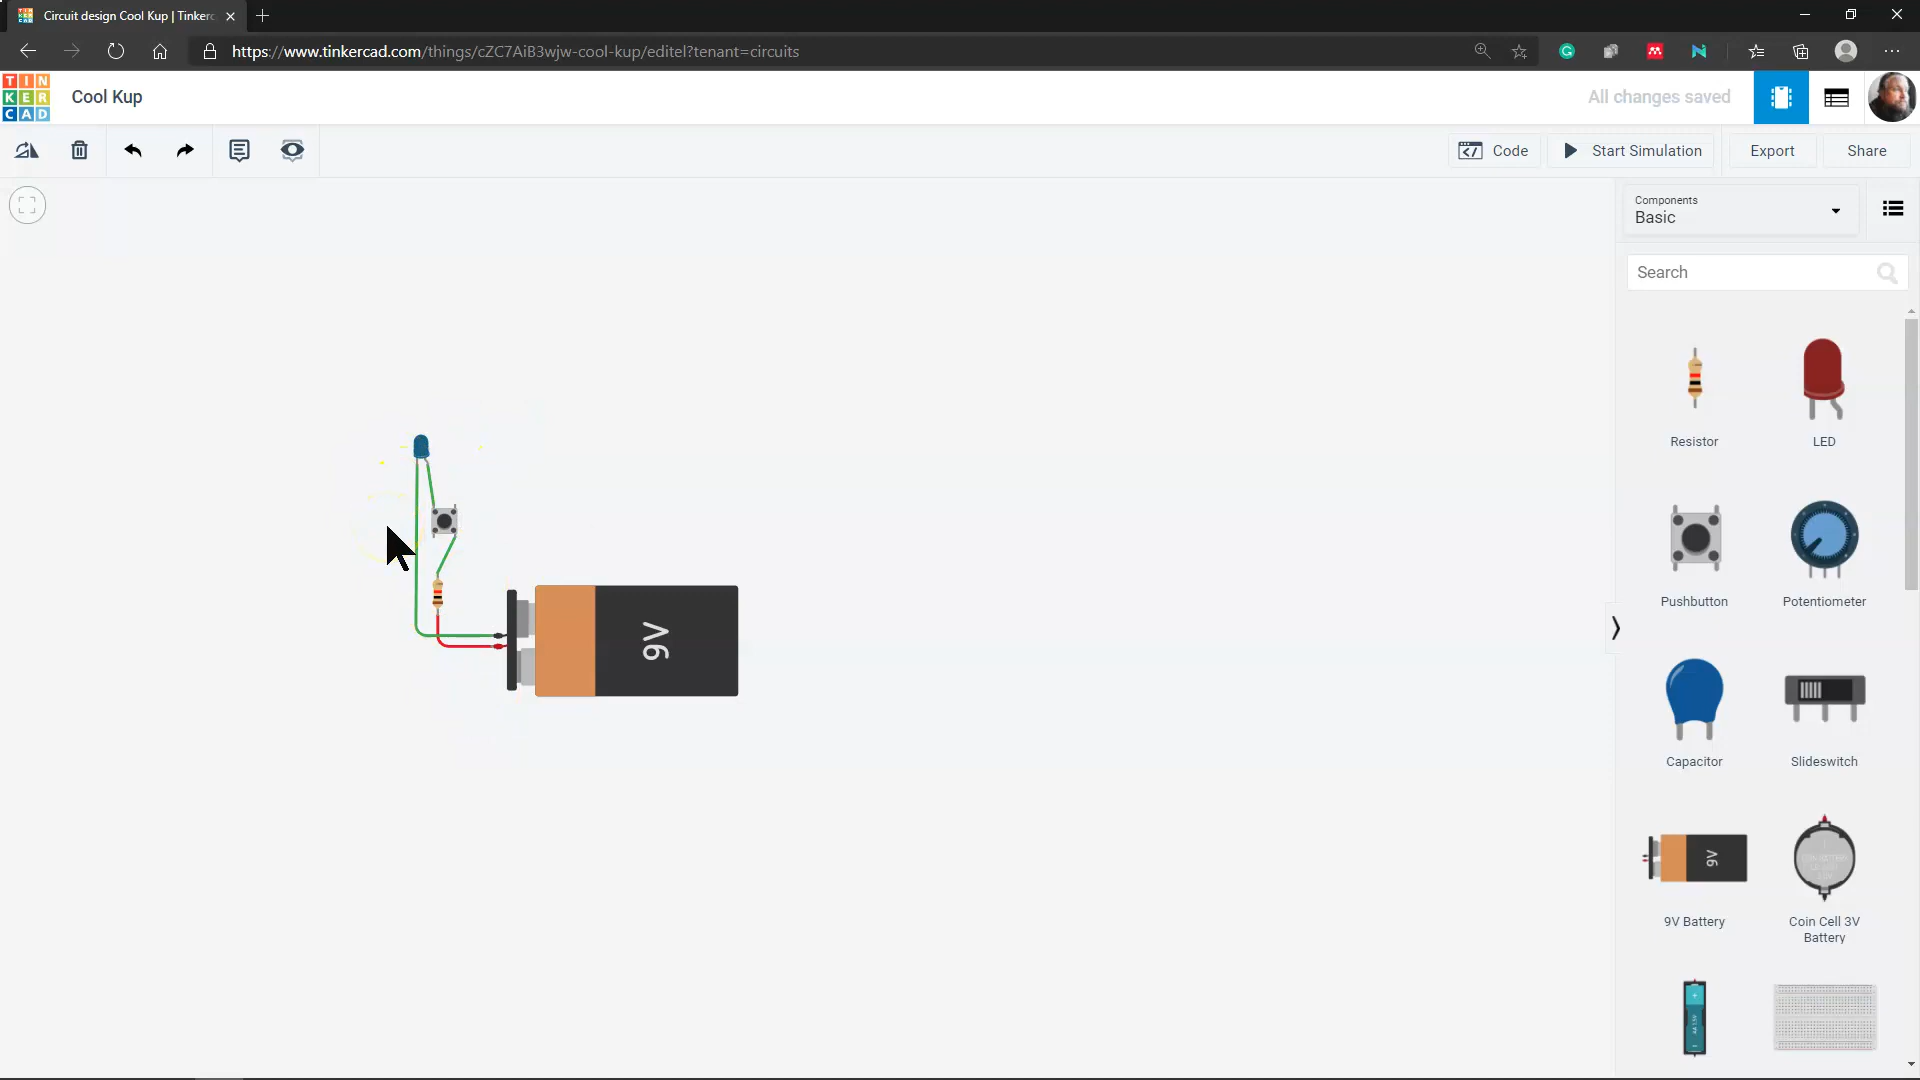 Circuit design Cool Kup | Tinkerc
https://www.tinkercad.com/things/cZC7AiB3wjw-cool-kup/editel?tenant=circuits
TIN
KER
CAD
Cool Kup
All changes saved
Code
Start Simulation
Export
Share
Components
Basic
Search
Resistor
LED
Pushbutton
Potentiometer
Capacitor
Slideswitch
9V
9V
9V Battery
Coin Cell 3V
Battery